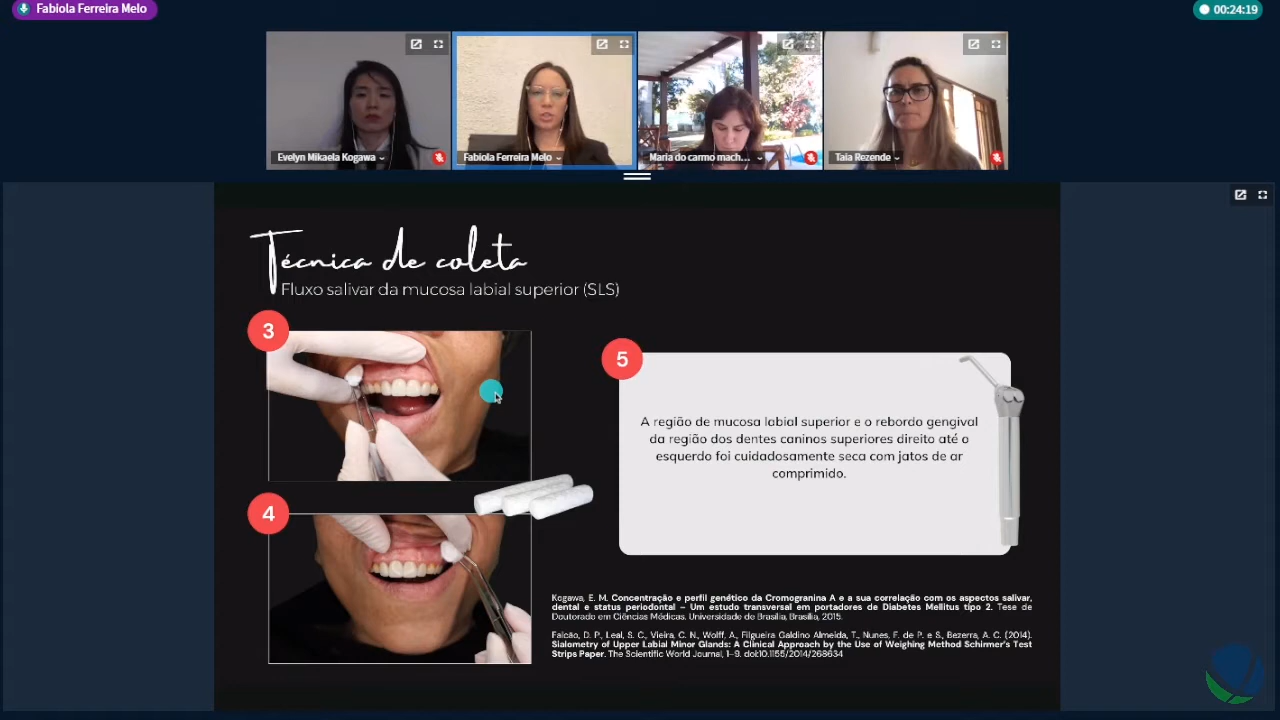 Fabiola Ferreira Melo
00:24:19
Evelyn Mikaela Kogawa
Fabiola Ferreira Melo
Maria do carmo mach...
Taia Rezende
Técnica de coleta
Fluxo salivar da mucosa labial superior (SLS)
3
4
5
A região de mucosa labial superior e o rebordo gengival
da região dos dentes caninos superiores direito até o
esquerdo foi cuidadosamente seca com jatos de ar
comprimido.
Kogawa, E. M. Concentração e perfil genético da Cromogranina A e a sua correlação com os aspectos salivar,
dental e status periodontal – Um estudo transversal em portadores de Diabetes Mellitus tipo 2. Tese de
Doutorado em Ciências Médicas. Universidade de Brasília, Brasília, 2015.
Falcão, D. P., Leal, S. C., Vieira, C. N., Wolff, A., Filgueira Galdino Almeida, T., Nunes, F. de P. e S., Bezerra, A. C. (2014).
Sialometry of Upper Labial Minor Glands: A Clinical Approach by the Use of Weighing Method Schirmer's Test
Strips Paper. The Scientific World Journal, 1–9. doi:10.1155/2014/268634